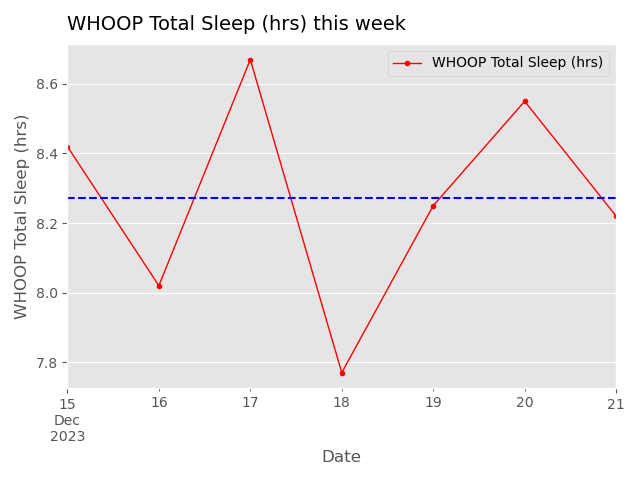 WHOOP Total Sleep (hrs) this week
WHOOP Total Sleep (hrs)
WHOOP Total Sleep (hrs)
8.6
8.4
8.2
8.0
7.8
15 16 17 18 19 20 21
Dec
2023
Date